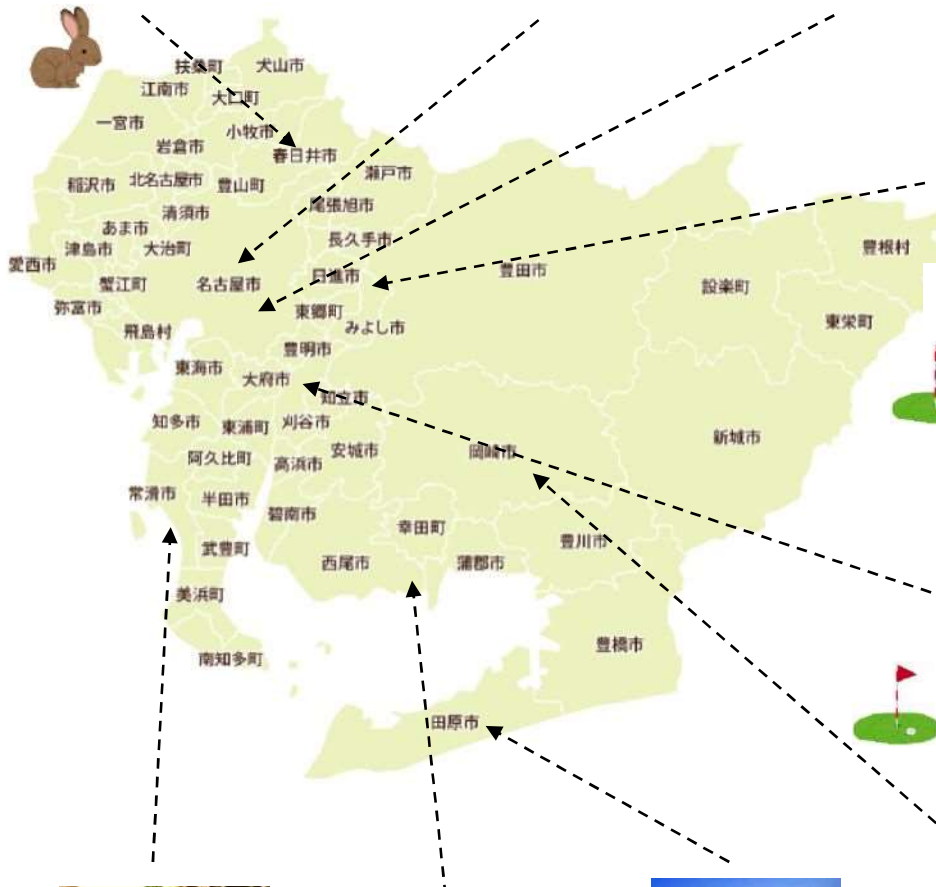 扶桑町
犬山市
江南市
大口町
一宮市
小牧市
岩倉市
春日井市
瀬戸市
稲沢市
北名古屋市
豊山町
尾張旭市
清須市
あま市
長久手市
津島市
大治町
豊根村
愛西市
日進市
豊田市
蟹江町
名古屋市
設楽町
弥富市
東郷町
みよし市
東栄町
飛島村
豊明市
東海市
大府市
知立市
知多市
東浦町
刈谷市
新城市
阿久比町
高浜市
安城市
岡崎市
常滑市
半田市
碧南市
幸田町
武豊町
豊川市
西尾市
蒲郡市
美浜町
豊橋市
南知多町
田原市